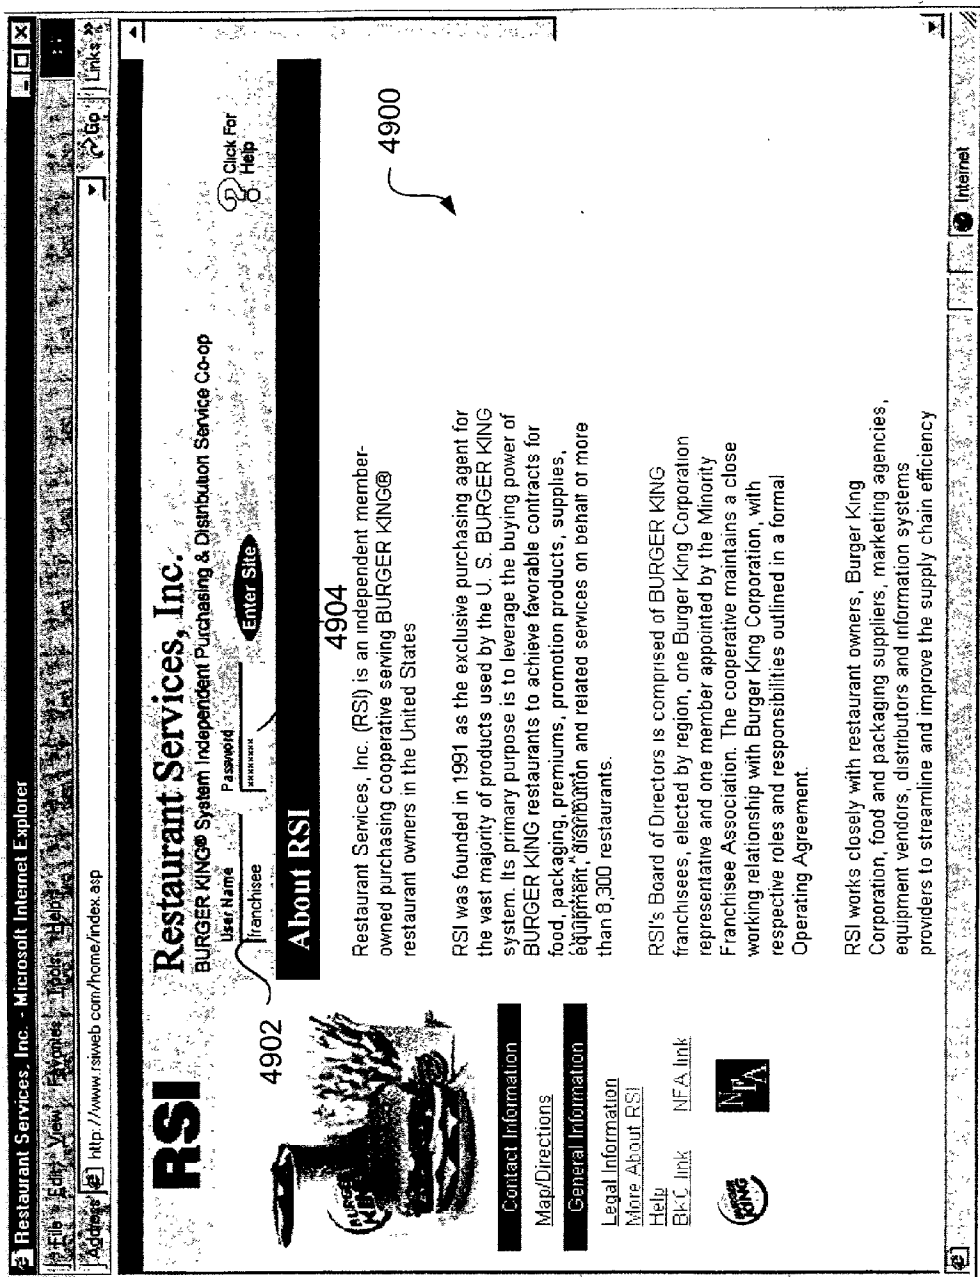 Restaurant Services, Inc. - Microsoft Internet Explorer
File Edit View Favorites Tools Help
Address http://www.rsiweb.com/home/index.asp Go Links »
RSI
Restaurant Services, Inc.
BURGER KING® System Independent Purchasing & Distribution Service Co-op
User Name Password
franchisee xxxxxxxx Enter Site Click For Help
4902
4904
4900
About RSI
BURGER KING
Contact Information
Map/Directions
General Information
Legal Information
More About RSI
Help
BKC link NFA link
BURGER KING NFA
Restaurant Services, Inc. (RSI) is an independent member-
owned purchasing cooperative serving BURGER KING®
restaurant owners in the United States
RSI was founded in 1991 as the exclusive purchasing agent for
the vast majority of products used by the U. S. BURGER KING
system. Its primary purpose is to leverage the buying power of
BURGER KING restaurants to achieve favorable contracts for
food, packaging, premiums, promotion products, supplies,
equipment, distribution and related services on behalf of more
than 8,300 restaurants.
RSI's Board of Directors is comprised of BURGER KING
franchisees, elected by region, one Burger King Corporation
representative and one member appointed by the Minority
Franchisee Association. The cooperative maintains a close
working relationship with Burger King Corporation, with
respective roles and responsibilities outlined in a formal
Operating Agreement.
RSI works closely with restaurant owners, Burger King
Corporation, food and packaging suppliers, marketing agencies,
equipment vendors, distributors and information systems
providers to streamline and improve the supply chain efficiency
Internet